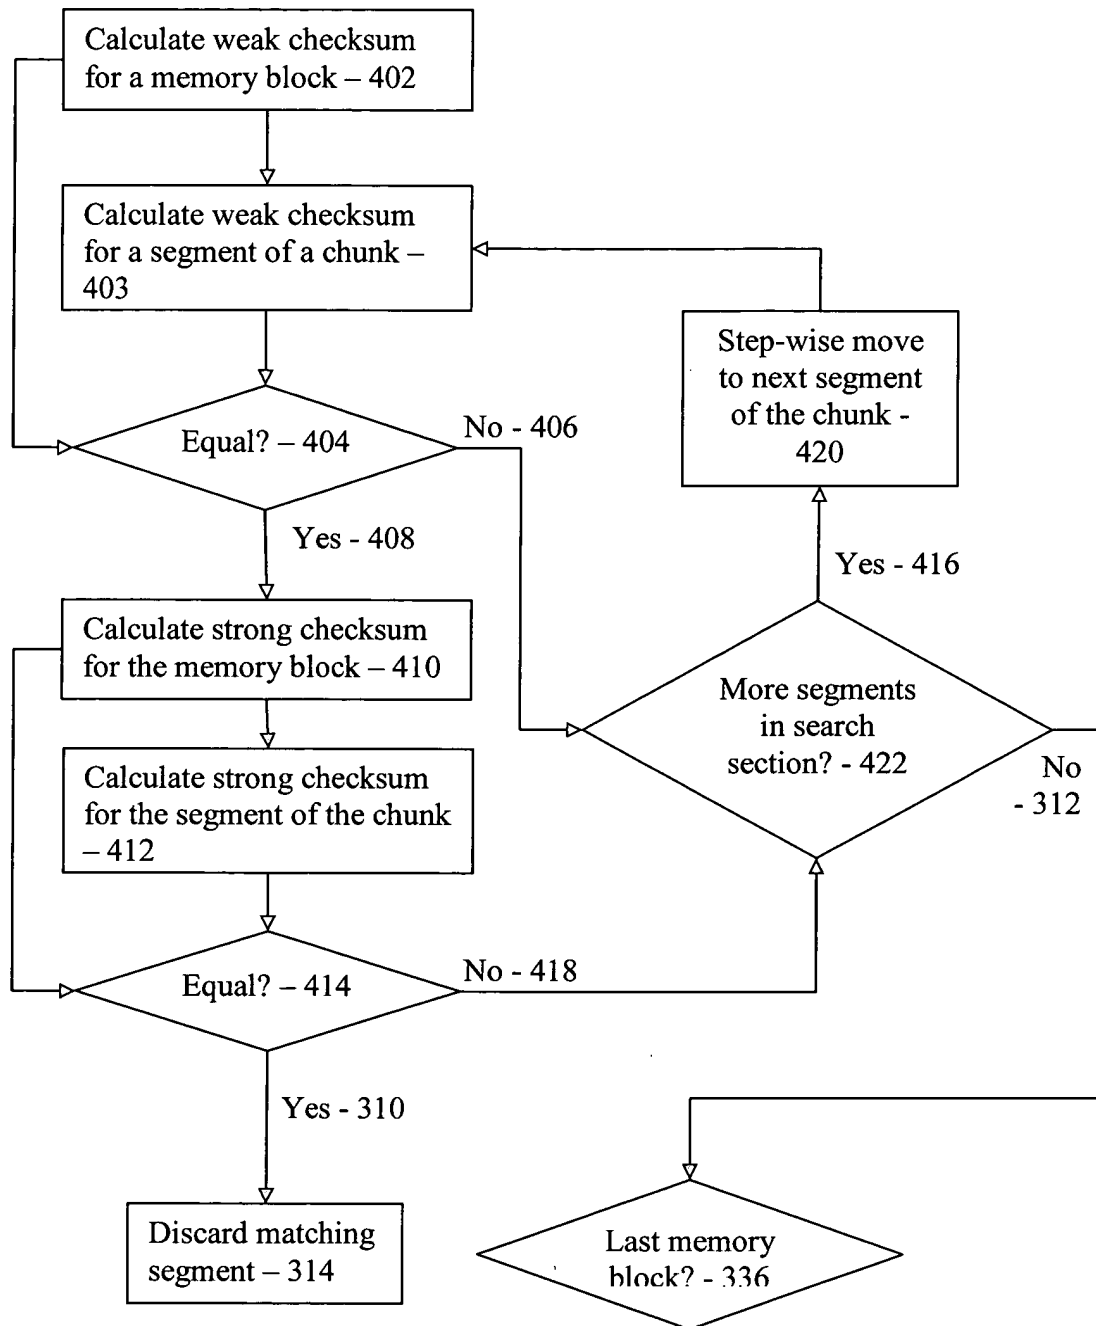 Calculate weak checksum
for a memory block – 402
Calculate weak checksum
for a segment of a chunk –
403
Equal? – 404
No - 406
Yes - 408
Step-wise move
to next segment
of the chunk -
420
Yes - 416
More segments
in search
section? - 422
No
- 312
Calculate strong checksum
for the memory block – 410
Calculate strong checksum
for the segment of the chunk
– 412
Equal? – 414
No - 418
Yes - 310
Discard matching
segment – 314
Last memory
block? - 336